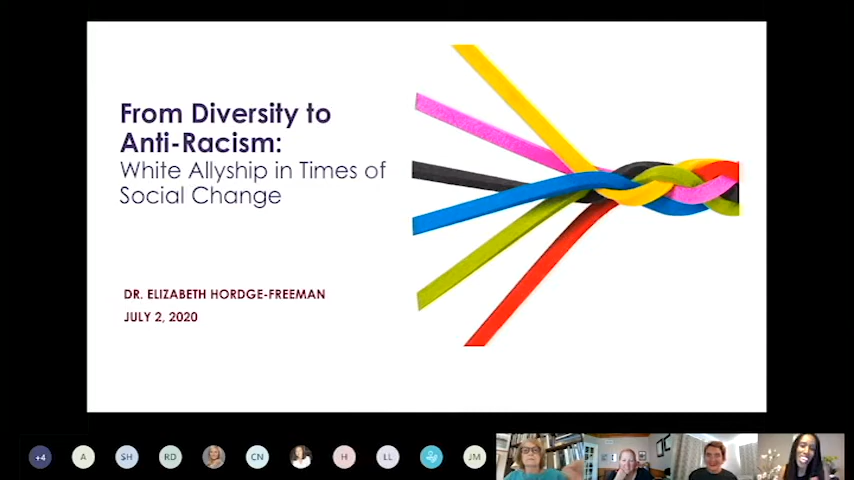 From Diversity to
Anti-Racism:
White Allyship in Times of
Social Change
DR. ELIZABETH HORDGE-FREEMAN
JULY 2, 2020
+4
A
SH
RD
CN
H
LL
JM